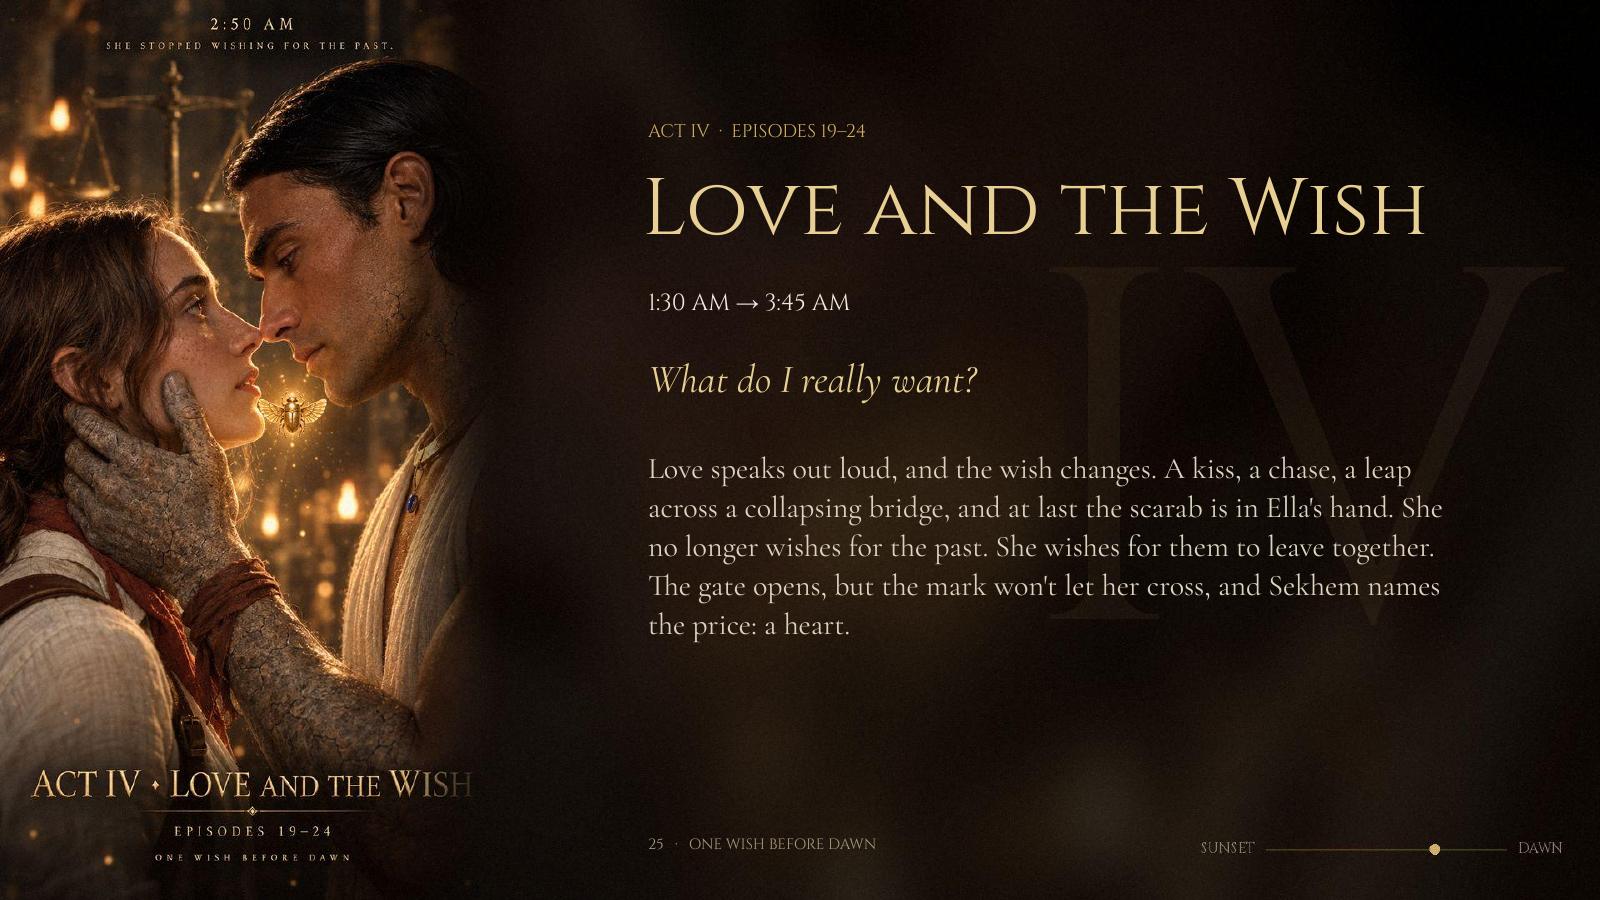 2:50 AM
SHE STOPPED WISHING FOR THE PAST.
ACT IV · LOVE AND THE WISH
EPISODES 19–24
ONE WISH BEFORE DAWN
ACT IV · EPISODES 19–24
LOVE AND THE WISH
IV
1:30 AM → 3:45 AM
What do I really want?
Love speaks out loud, and the wish changes. A kiss, a chase, a leap
across a collapsing bridge, and at last the scarab is in Ella's hand. She
no longer wishes for the past. She wishes for them to leave together.
The gate opens, but the mark won't let her cross, and Sekhem names
the price: a heart.
25 · ONE WISH BEFORE DAWN
SUNSET
DAWN